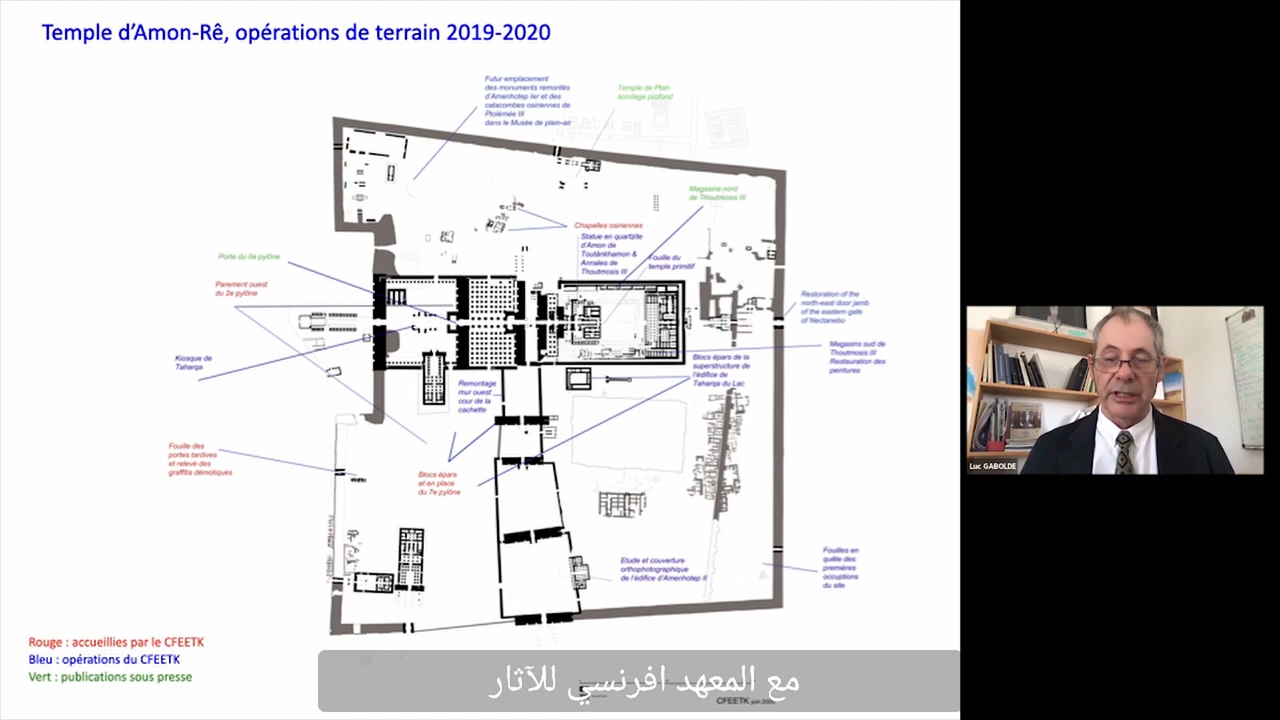 Temple d'Amon-Rê, opérations de terrain 2019-2020
Futur emplacement
des monuments remontés
d'Amenhotep Ier et des
catacombes osiriennes de
Ptolémée III
dans le Musée de plein-air
Temple de Ptah
sondage profond
Magasins nord
de Thoutmosis III
Chapelles osiriennes
Statue en quartzite
d'Amon de
Toutânkhamon &
Annales de
Thoutmosis III
Fouille du
temple primitif
Porte du IIe pylône
Parement ouest
du 2e pylône
Restoration of the
north-east door jamb
of the eastern gate
of Nectanebo
Kiosque de
Taharqa
Magasins sud de
Thoutmosis III
Restauration des
peintures
Blocs épars de la
superstructure de
l'édifice de
Taharqa du Lac
Remontage
mur ouest
cour de la
cachette
Fouille des
portes tardives
et relevé des
graffitis démotiques
Blocs épars
et en place
du 7e pylône
Etude et couverture
orthophotographique
de l'édifice d'Amenhotep II
Fouilles en
quête des
premières
occuptions
du site
Rouge : accueillies par le CFEETK
Bleu : opérations du CFEETK
Vert : publications sous presse
مع المعهد افرنسي للآثار
CFEETK juin
Luc GABOLDE